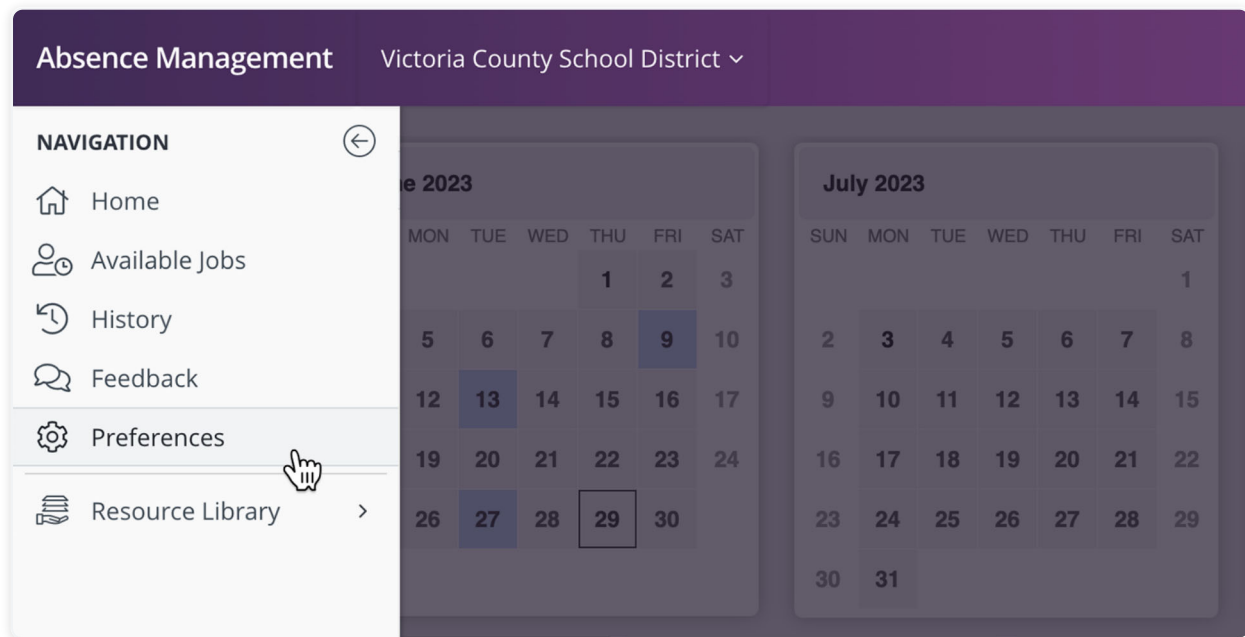 Absence Management
Victoria County School District
NAVIGATION
Home
Available Jobs
History
Feedback
Preferences
Resource Library
ne 2023
MON TUE WED THU FRI SAT
1 2 3
5 6 7 8 9 10
12 13 14 15 16 17
19 20 21 22 23 24
26 27 28 29 30
July 2023
SUN MON TUE WED THU FRI SAT
1
2 3 4 5 6 7 8
9 10 11 12 13 14 15
16 17 18 19 20 21 22
23 24 25 26 27 28 29
30 31